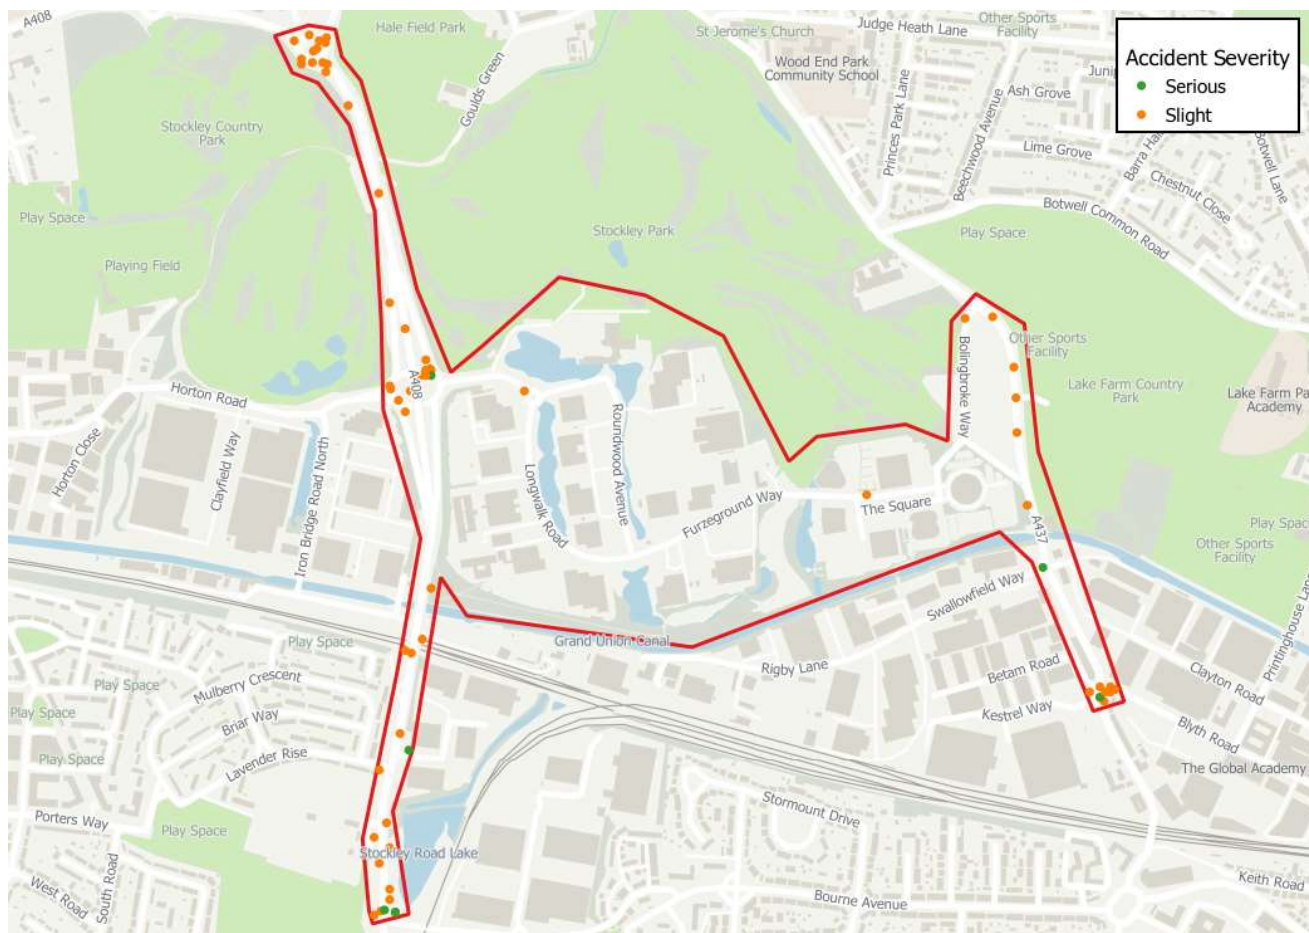 A408
Hale Field Park
St Jerome's Church
Judge Heath Lane
Other Sports
Facility
Accident Severity
Serious
Slight
Wood End Park
Community School
Goulds Green
Princes Park Lane
Beechwood Avenue
Ash Grove
Lime Grove
Botwell Lane
Chestnut Close
Stockley Country
Park
Play Space
Stockley Park
Play Space
Botwell Common Road
Playing Field
Horton Road
A408
Bolingbroke Way
Other Sports
Facility
Lake Farm Country
Park
Academy
Horton Close
Clayfield Way
Iron Bridge Road North
Longwalk Road
Roundwood Avenue
Furzeground Way
The Square
A437
Other Sports
Facility
Swallowfield Way
Printinghouse Lane
Play Space
Grand Union Canal
Rigby Lane
Betam Road
Clayton Road
Kestrel Way
Blyth Road
The Global Academy
Play Space
Mulberry Crescent
Play Space
Briar Way
Play Space
Lavender Rise
Porters Way
Play Space
Stockley Road Lake
Stormount Drive
West Road
South Road
Bourne Avenue
Keith Road